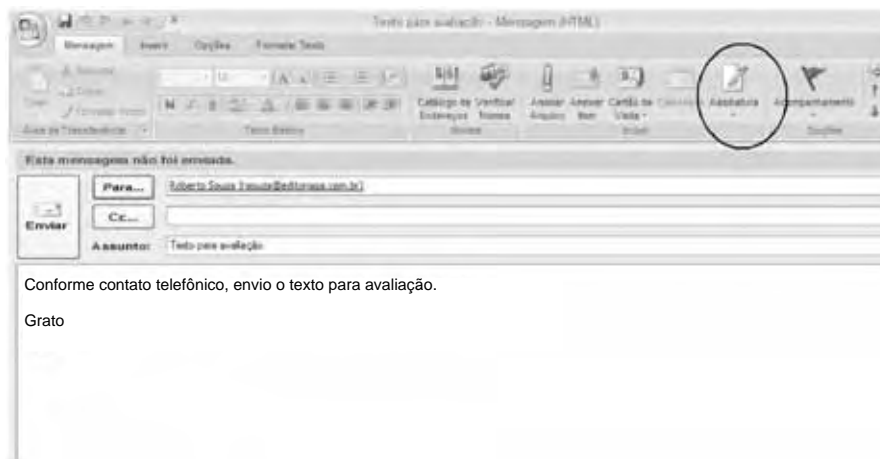 Texto para avaliação - Mensagem (HTML)
Mensagem Inserir Opções Formatar Texto
Catálogo de Endereços Verificar Nomes Anexar Arquivo Anexar Item Cartão de Visita Assinatura Acompanhamento
Área de Transferência Texto Básico Nomes Incluir Opções
Esta mensagem não foi enviada.
Para...
Enviar
Cc...
Assunto: Texto para avaliação
Conforme contato telefônico, envio o texto para avaliação.
Grato